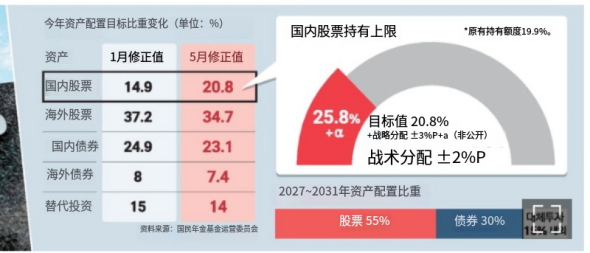 今年资产配置目标比重变化（单位：%）
资产 1月修正值 5月修正值
国内股票 14.9 20.8
海外股票 37.2 34.7
国内债券 24.9 23.1
海外债券 8 7.4
替代投资 15 14
资料来源：国民年金基金运营委员会
国内股票持有上限
*原有持有额度19.9%。
25.8%
+α
目标值 20.8%
+战略分配 ±3%P+a（非公开）
战术分配 ±2%P
2027~2031年资产配置比重
股票 55%
债券 30%
대체투자